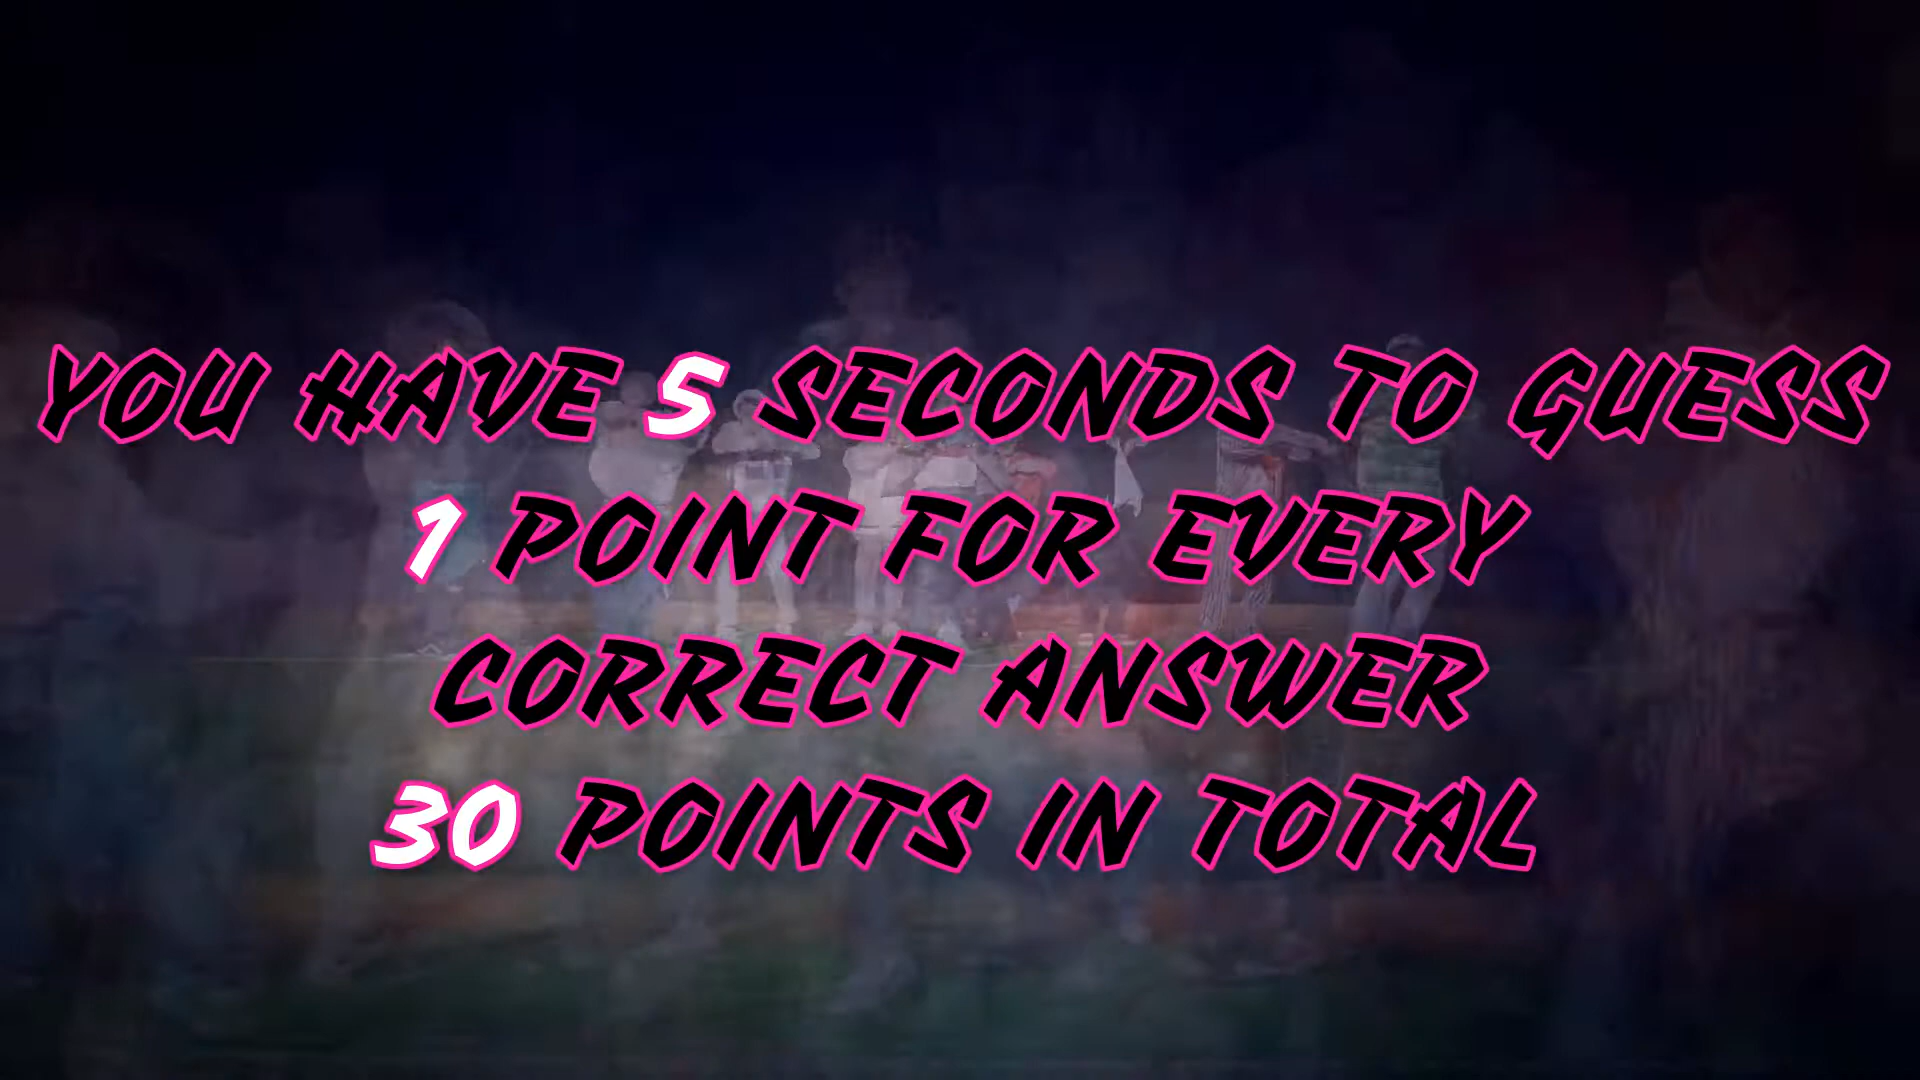 YOU HAVE 5 SECONDS TO GUESS
1 POINT FOR EVERY
CORRECT ANSWER
30 POINTS IN TOTAL